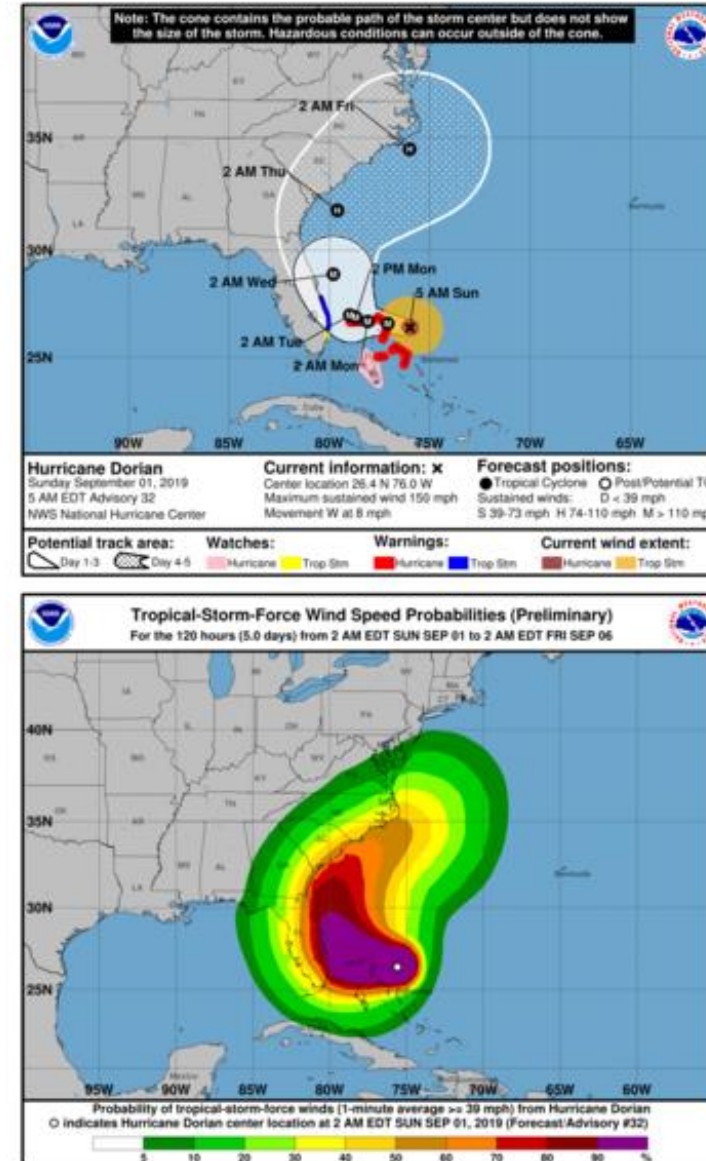 Note: The cone contains the probable path of the storm center but does not show
the size of the storm. Hazardous conditions can occur outside of the cone.
2 AM Fri
35N
2 AM Thu
Bermuda
30N
2 AM Wed
2 PM Mon
5 AM Sun
2 AM Tue
25N
2 AM Mon
90W 85W 80W 75W 70W 65W
Hurricane Dorian
Sunday September 01, 2019
5 AM EDT Advisory 32
NWS National Hurricane Center
Current information: ×
Center location 26.4 N 76.0 W
Maximum sustained wind 150 mph
Movement W at 8 mph
Forecast positions:
● Tropical Cyclone ○ Post/Potential T
Sustained winds: D < 39 mph
S 39-73 mph H 74-110 mph M > 110 mp
Potential track area:
Day 1-3 Day 4-5
Watches:
Hurricane Trop Stm
Warnings:
Hurricane Trop Stm
Current wind extent:
Hurricane Trop Stm
Tropical-Storm-Force Wind Speed Probabilities (Preliminary)
For the 120 hours (5.0 days) from 2 AM EDT SUN SEP 01 to 2 AM EDT FRI SEP 06
40N
35N
Bermuda
30N
25N
Mexico
95W 90W 85W 80W 75W 70W 65W 60W
Probability of tropical-storm-force winds (1-minute average >= 39 mph) from Hurricane Dorian
○ indicates Hurricane Dorian center location at 2 AM EDT SUN SEP 01, 2019 (Forecast/Advisory #32)
5 10 20 30 40 50 60 70 80 90 %